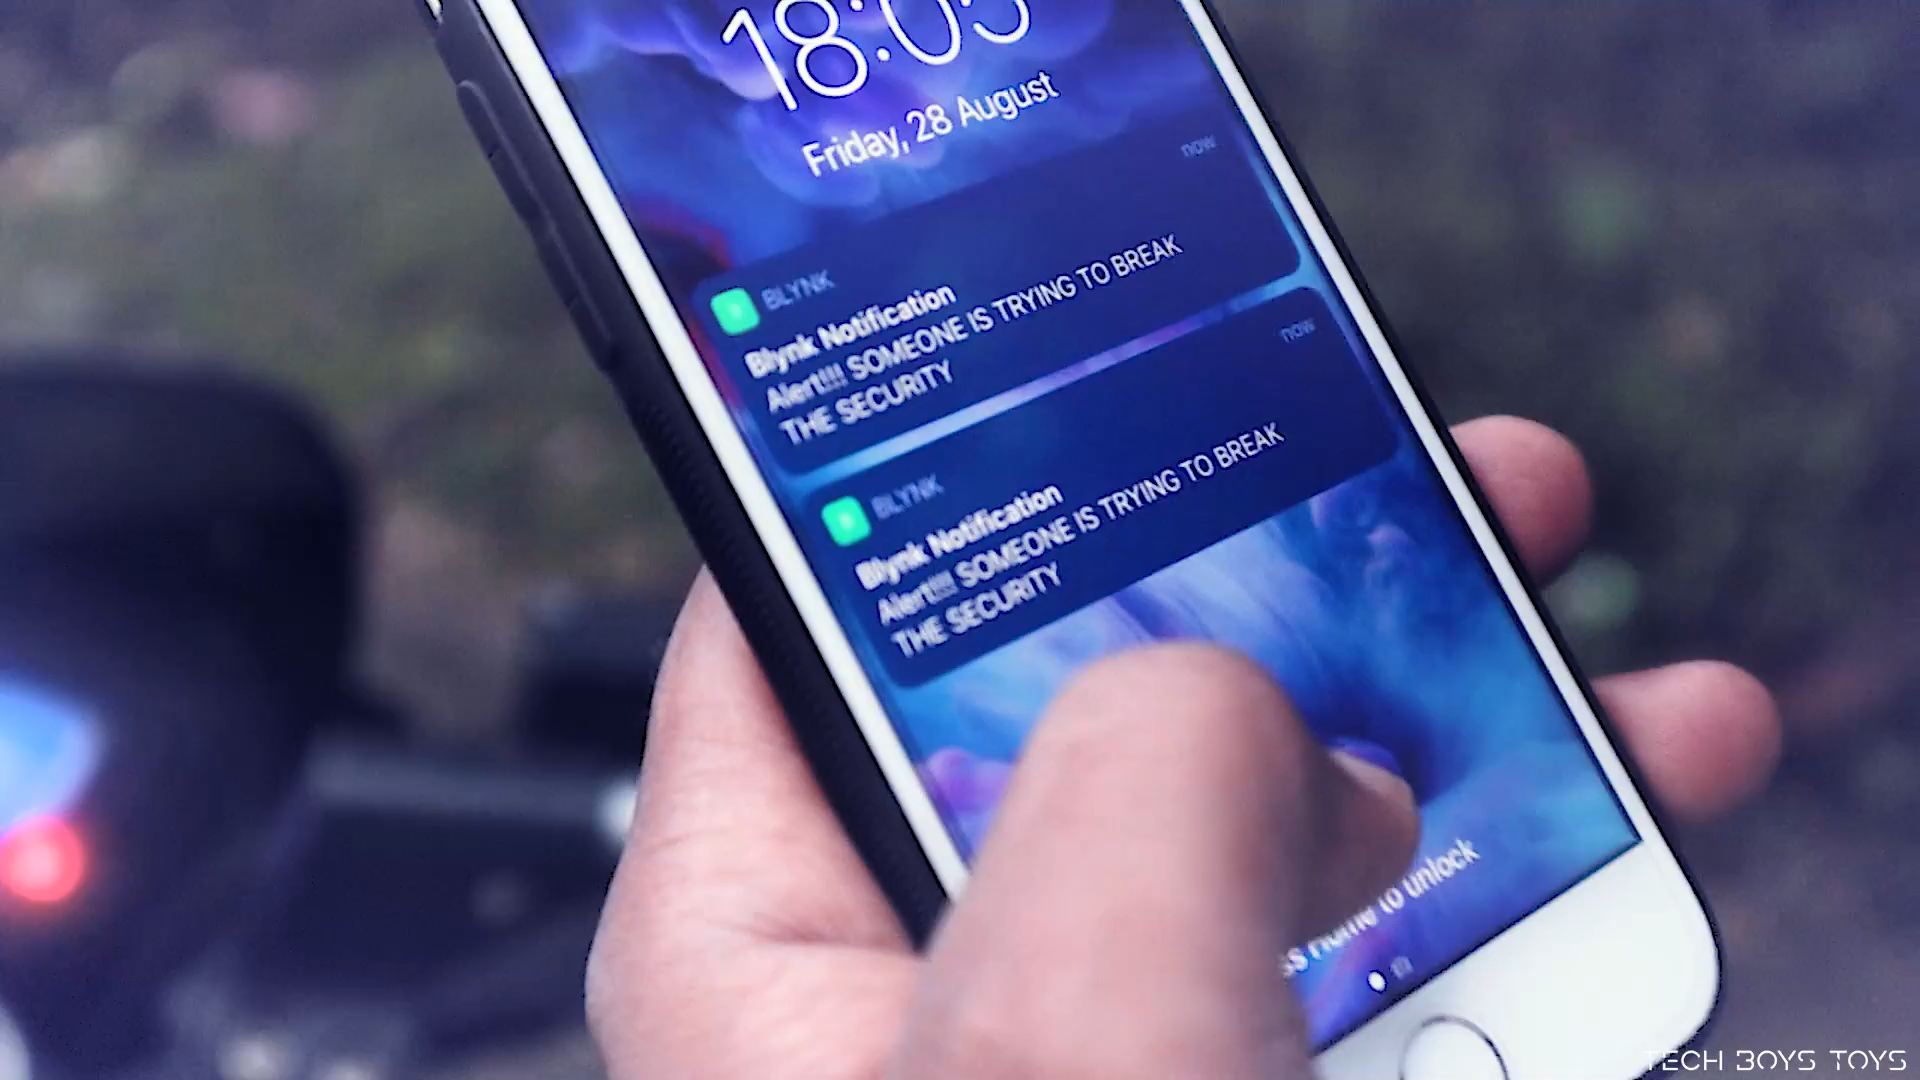 18:05
Friday, 28 August
now
BLYNK
Blynk Notification
Alert!!! SOMEONE IS TRYING TO BREAK
THE SECURITY
now
BLYNK
Blynk Notification
Alert!!! SOMEONE IS TRYING TO BREAK
THE SECURITY
home to unlock
TECH BOYS TOYS